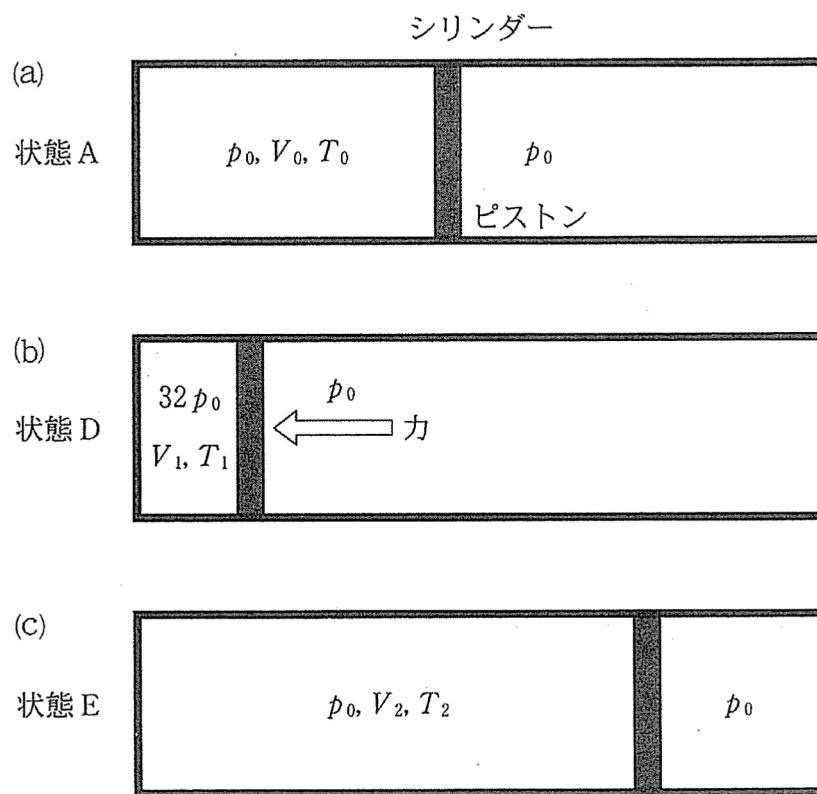 シリンダー
(a)
状態A
p₀, V₀, T₀
p₀
ピストン
(b)
状態D
32p₀
V₁, T₁
p₀
力
(c)
状態E
p₀, V₂, T₂
p₀